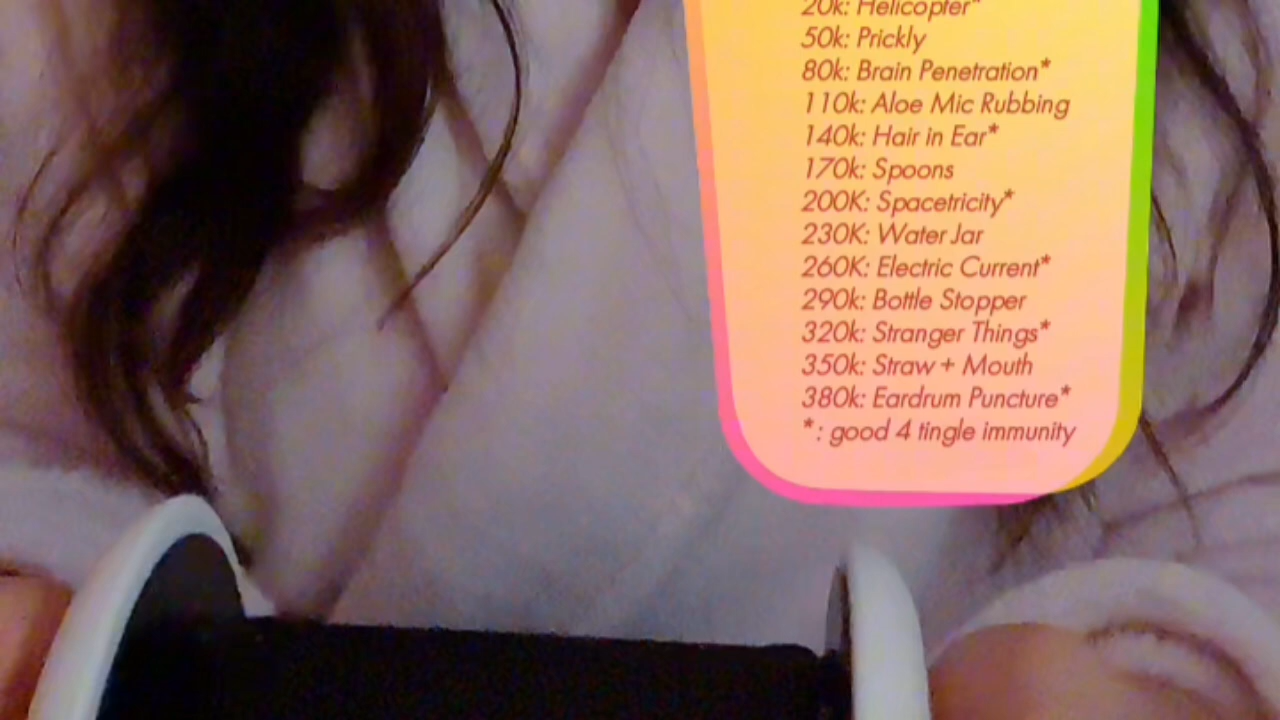 20k: Helicopter*
50k: Prickly
80k: Brain Penetration*
110k: Aloe Mic Rubbing
140k: Hair in Ear*
170k: Spoons
200K: Spacetricity*
230K: Water Jar
260K: Electric Current*
290k: Bottle Stopper
320k: Stranger Things*
350k: Straw + Mouth
380k: Eardrum Puncture*
*: good 4 tingle immunity